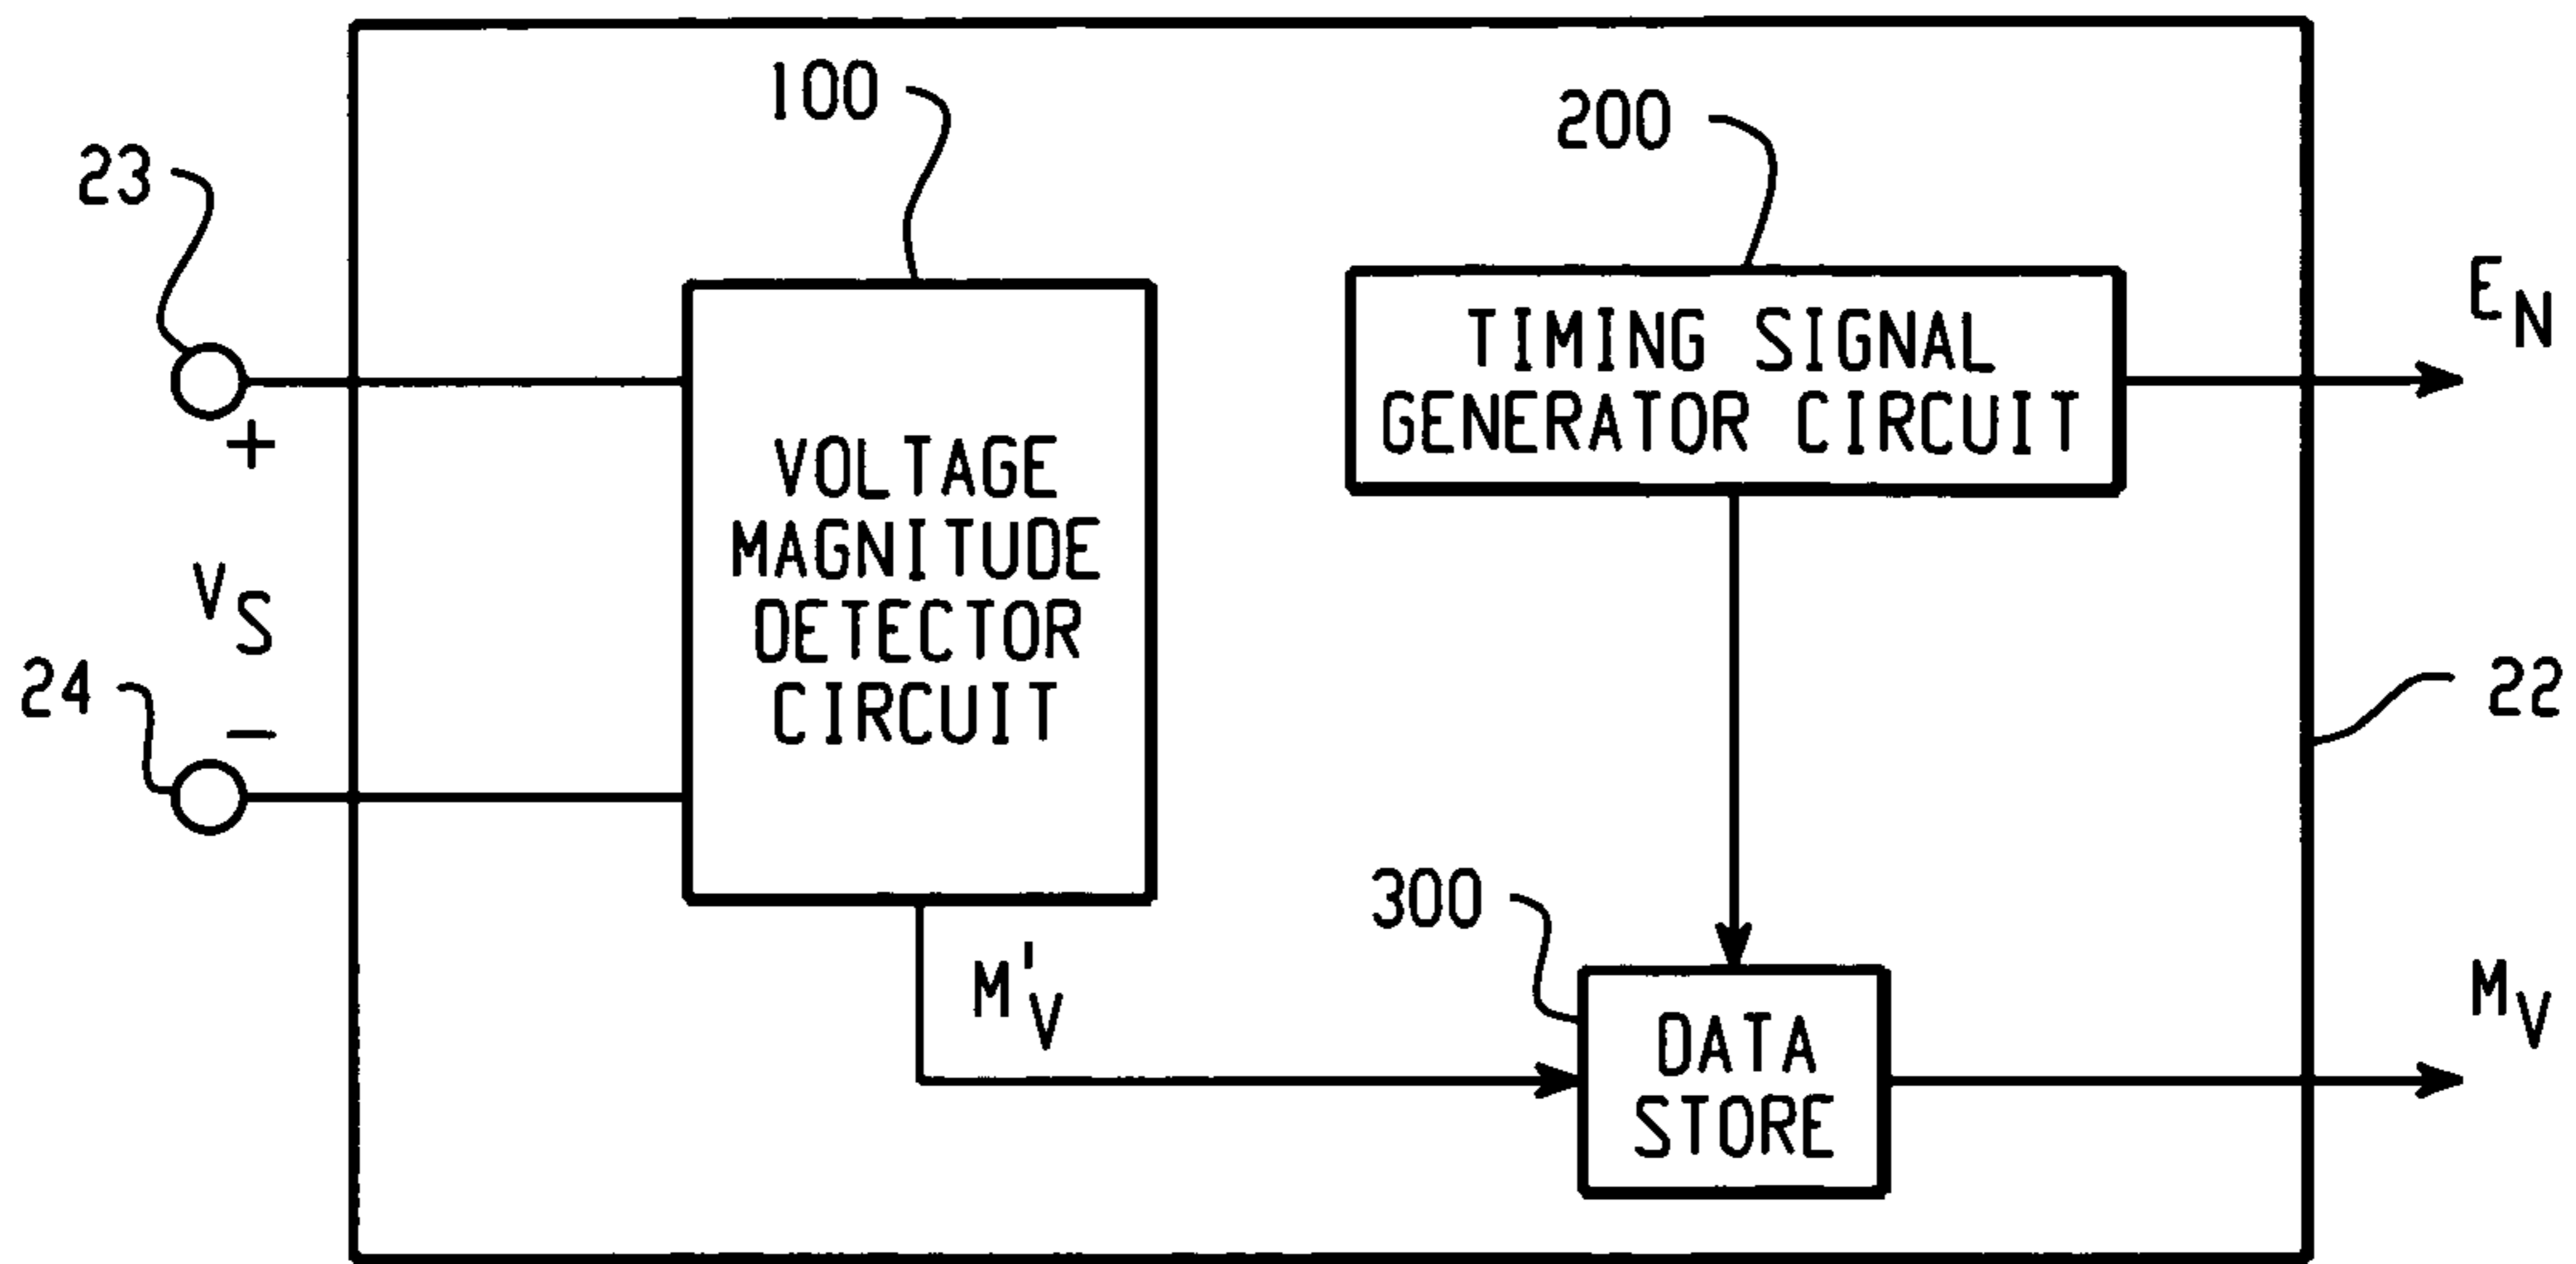 100
200
23
E_N
TIMING SIGNAL
GENERATOR CIRCUIT
+
VOLTAGE
MAGNITUDE
DETECTOR
CIRCUIT
V_S
24
−
22
300
M'_V
M_V
DATA
STORE